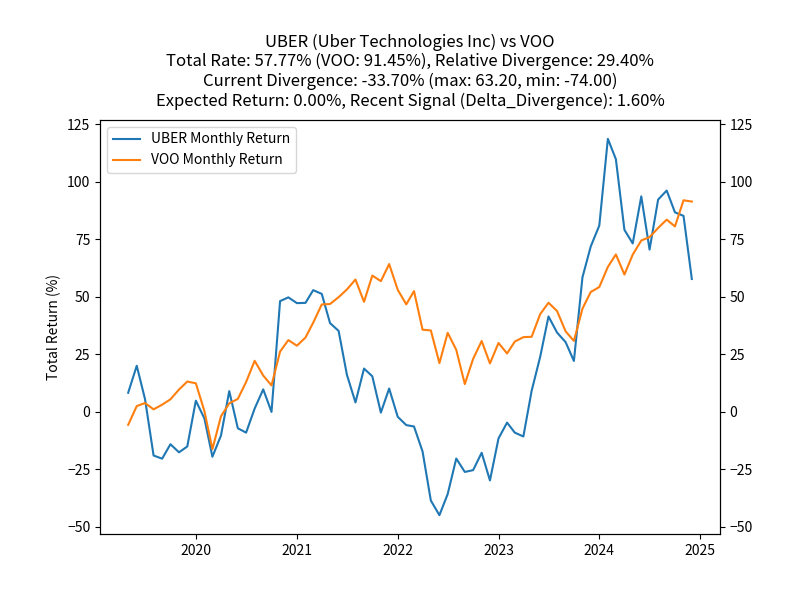 UBER (Uber Technologies Inc) vs VOO
Total Rate: 57.77% (VOO: 91.45%), Relative Divergence: 29.40%
Current Divergence: -33.70% (max: 63.20, min: -74.00)
Expected Return: 0.00%, Recent Signal (Delta_Divergence): 1.60%
UBER Monthly Return
VOO Monthly Return
Total Return (%)
125 125
100 100
75 75
50 50
25 25
0 0
−25 −25
−50 −50
2020 2021 2022 2023 2024 2025